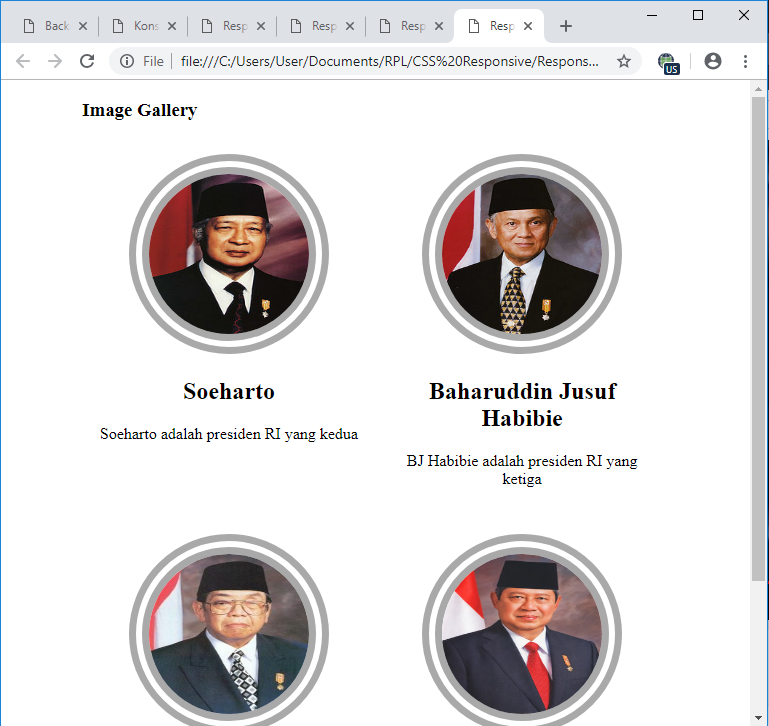 Back
Kons
Resp
Resp
Resp
Resp
File
file:///C:/Users/User/Documents/RPL/CSS%20Responsive/Respons...
US
Image Gallery
Soeharto
Baharuddin Jusuf
Habibie
Soeharto adalah presiden RI yang kedua
BJ Habibie adalah presiden RI yang
ketiga